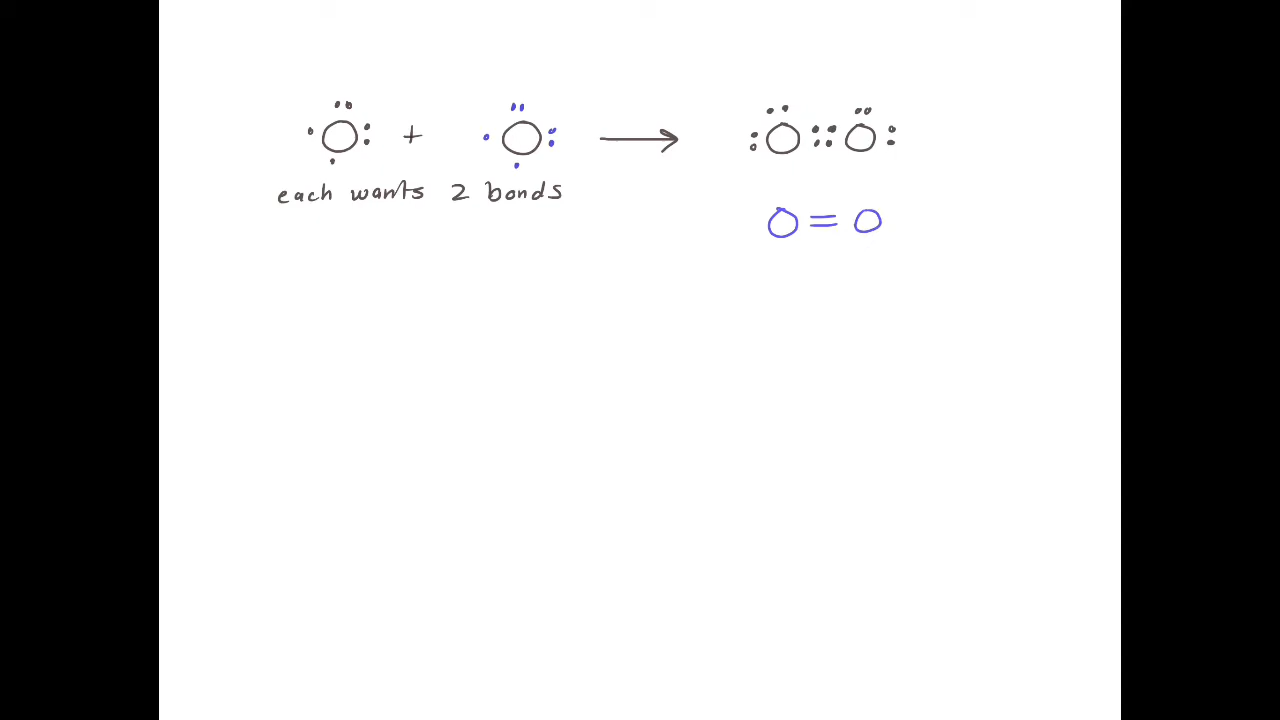 O + O → O :: O
each wants 2 bonds
O = O